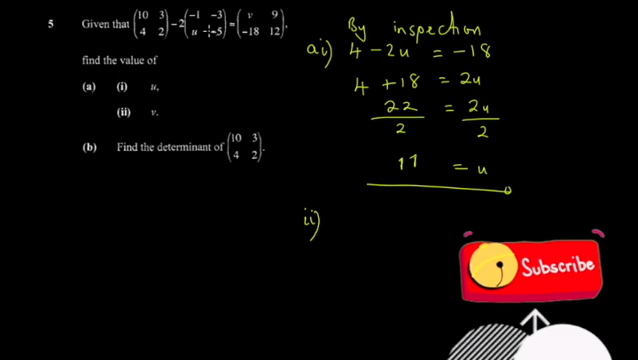 5 Given that (10 3 4 2) - 2 (-1 -3 u -5) = (v 9 -18 12),
find the value of
(a) (i) u,
(ii) v.
(b) Find the determinant of (10 3 4 2).
By inspection
ai) 4 - 2u = -18
4 + 18 = 2u
22/2 = 2u/2
11 = u
ii)
Subscribe